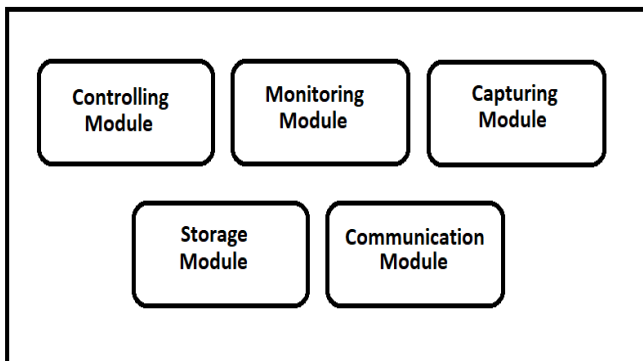 Controlling
Module
Monitoring
Module
Capturing
Module
Storage
Module
Communication
Module